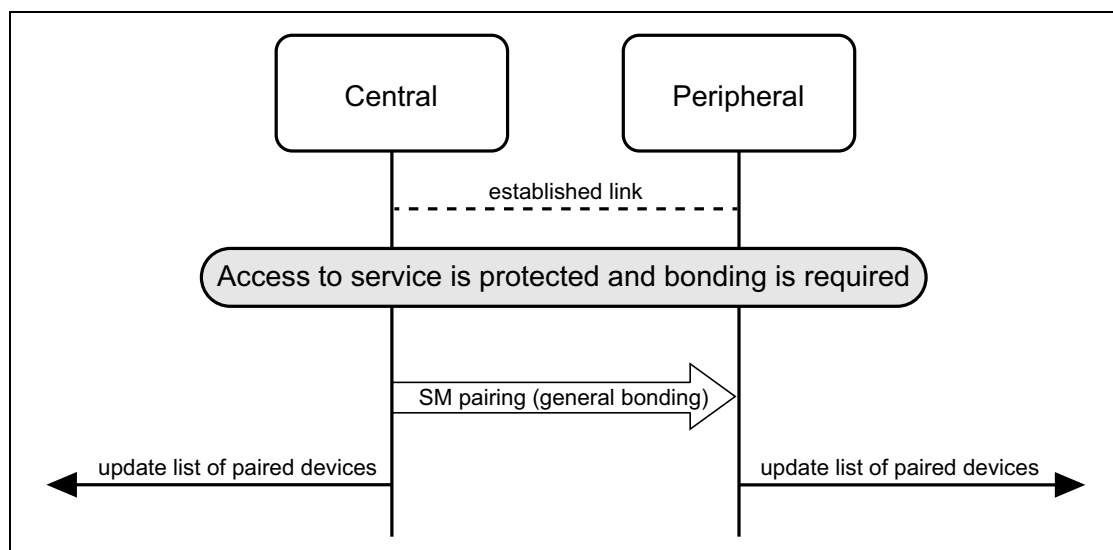 Central
Peripheral
established link
Access to service is protected and bonding is required
SM pairing (general bonding)
update list of paired devices
update list of paired devices